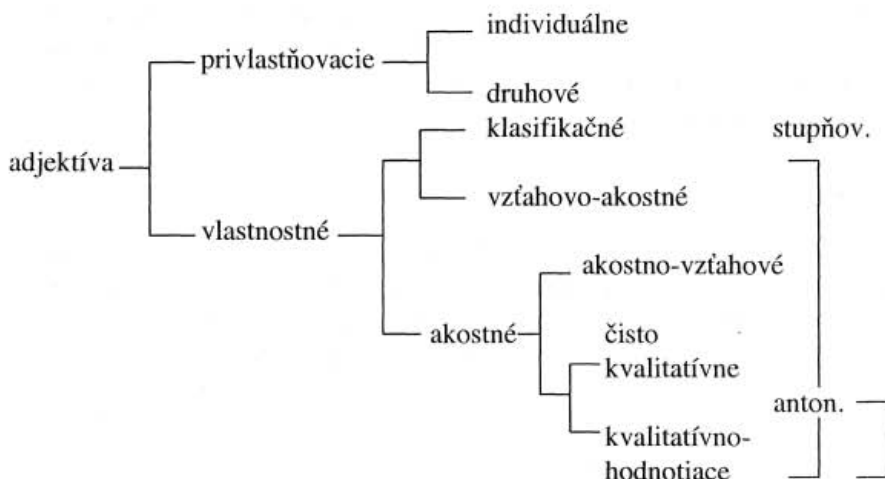 individuálne
privlastňovacie
druhové
klasifikačné stupňov.
adjektíva
vzťahovo-akostné
vlastnostné
akostno-vzťahové
akostné čisto
kvalitatívne
anton.
kvalitatívno-
hodnotiace